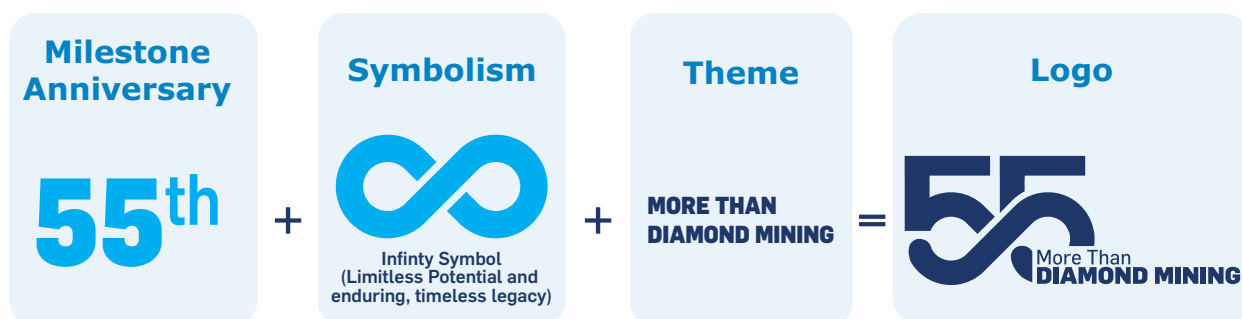 Milestone
Anniversary
55th
+
Symbolism
Infinty Symbol
(Limitless Potential and
enduring, timeless legacy)
+
Theme
MORE THAN
DIAMOND MINING
=
Logo
55
More Than
DIAMOND MINING